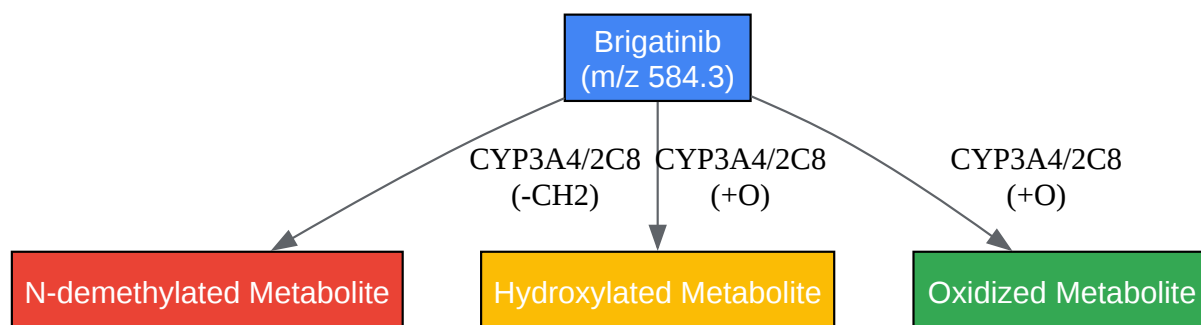 Brigatinib
(m/z 584.3)
CYP3A4/2C8
(-CH2)
CYP3A4/2C8
(+O)
CYP3A4/2C8
(+O)
N-demethylated Metabolite
Hydroxylated Metabolite
Oxidized Metabolite